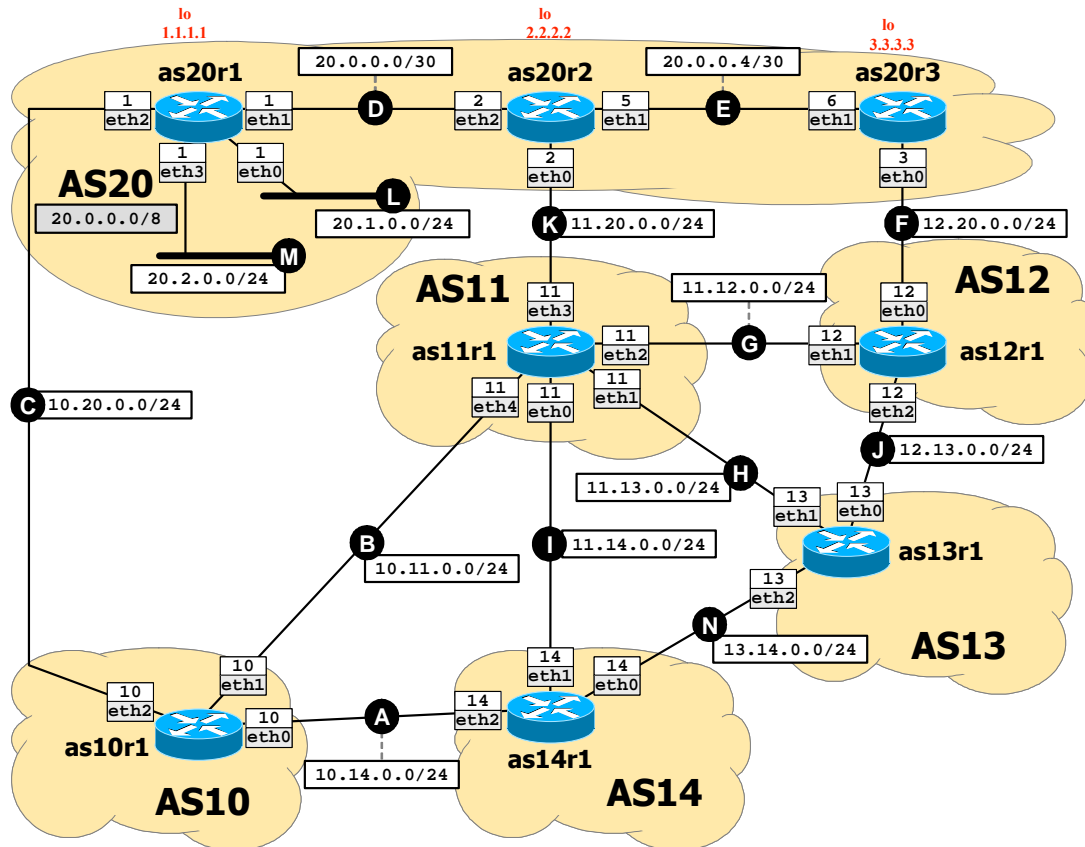 lo
1.1.1.1
lo
2.2.2.2
lo
3.3.3.3
as20r1
20.0.0.0/30
as20r2
20.0.0.4/30
as20r3
1
eth2
1
eth1
D
2
eth2
5
eth1
E
6
eth1
1
eth3
1
eth0
2
eth0
3
eth0
AS20
L
20.0.0.0/8
20.1.0.0/24
K
11.20.0.0/24
F
12.20.0.0/24
M
20.2.0.0/24
AS11
11.12.0.0/24
AS12
11
eth3
12
eth0
as11r1
11
eth2
G
12
eth1
as12r1
11
eth4
11
eth0
11
eth1
12
eth2
C
10.20.0.0/24
J
12.13.0.0/24
H
11.13.0.0/24
13
eth1
13
eth0
B
10.11.0.0/24
I
11.14.0.0/24
as13r1
13
eth2
N
13.14.0.0/24
AS13
10
eth1
14
eth1
14
eth0
10
eth2
10
eth0
A
14
eth2
as10r1
as14r1
10.14.0.0/24
AS10
AS14